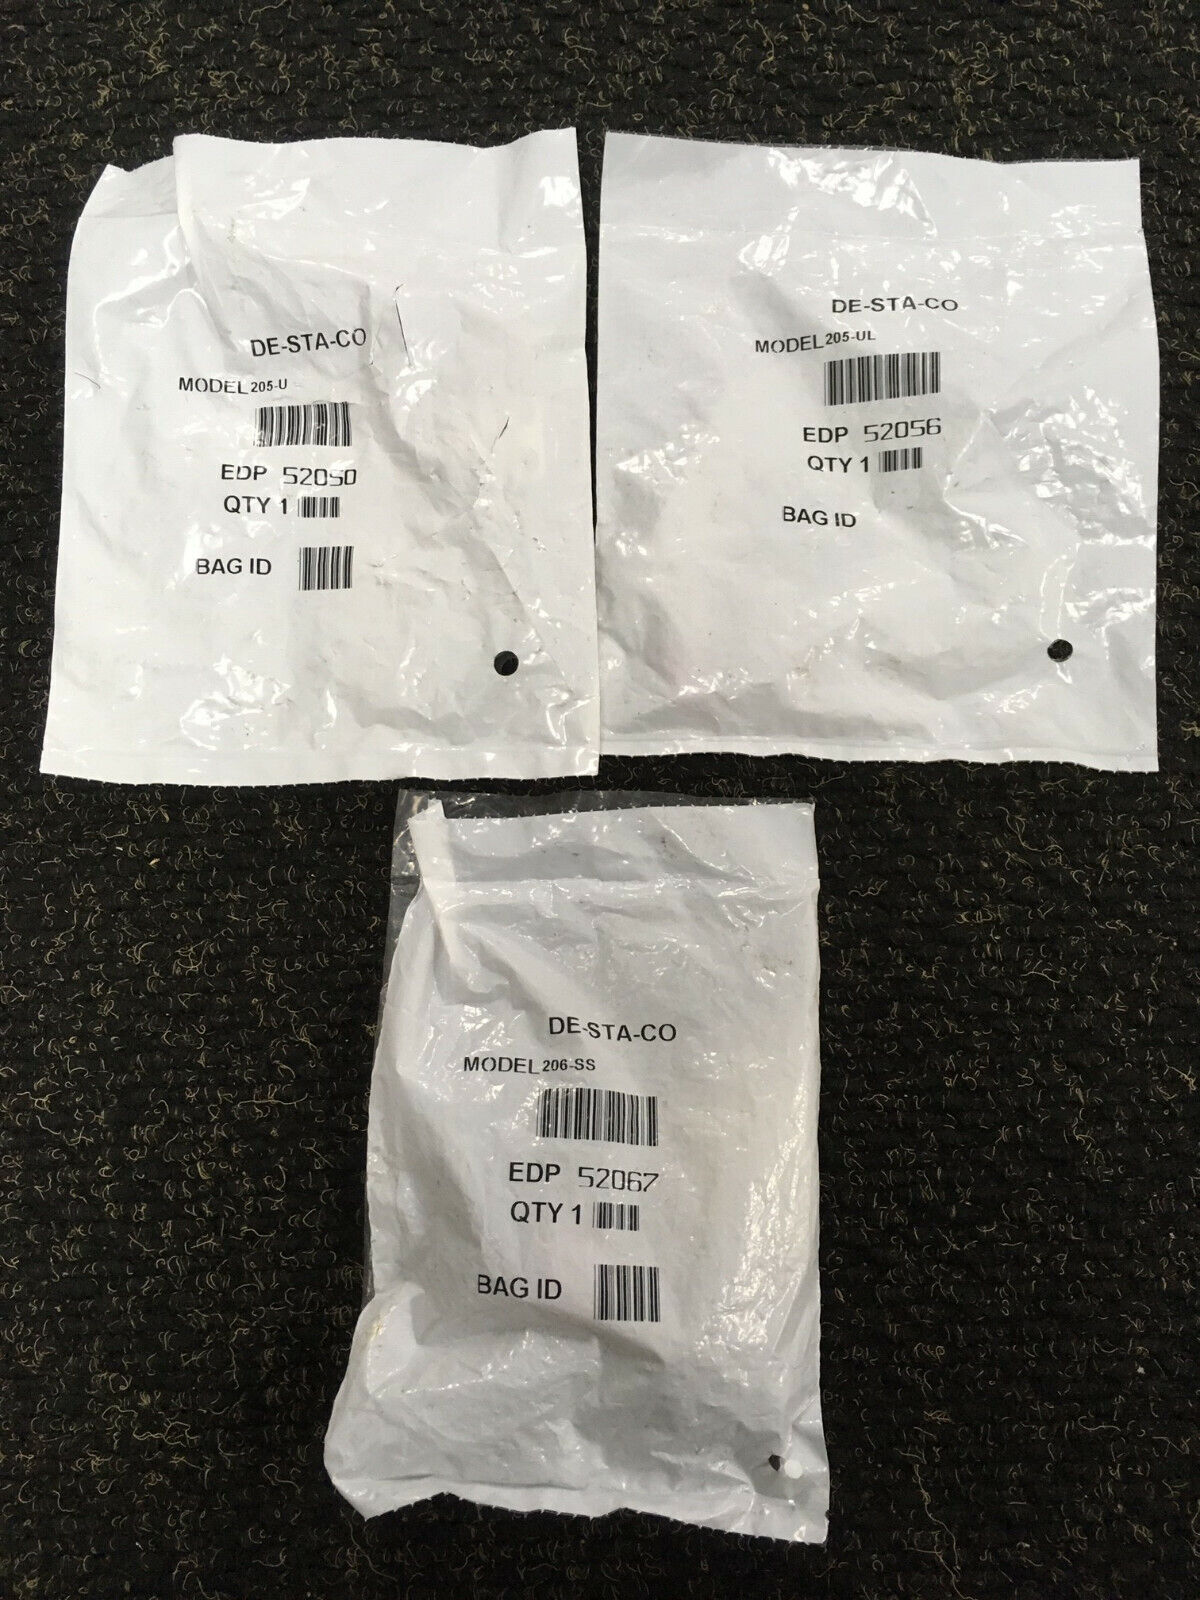 DE-STA-CO
MODEL 205-U
EDP 52050
QTY 1
BAG ID
DE-STA-CO
MODEL 205-UL
EDP 52056
QTY 1
BAG ID
DE-STA-CO
MODEL 206-SS
EDP 52067
QTY 1
BAG ID